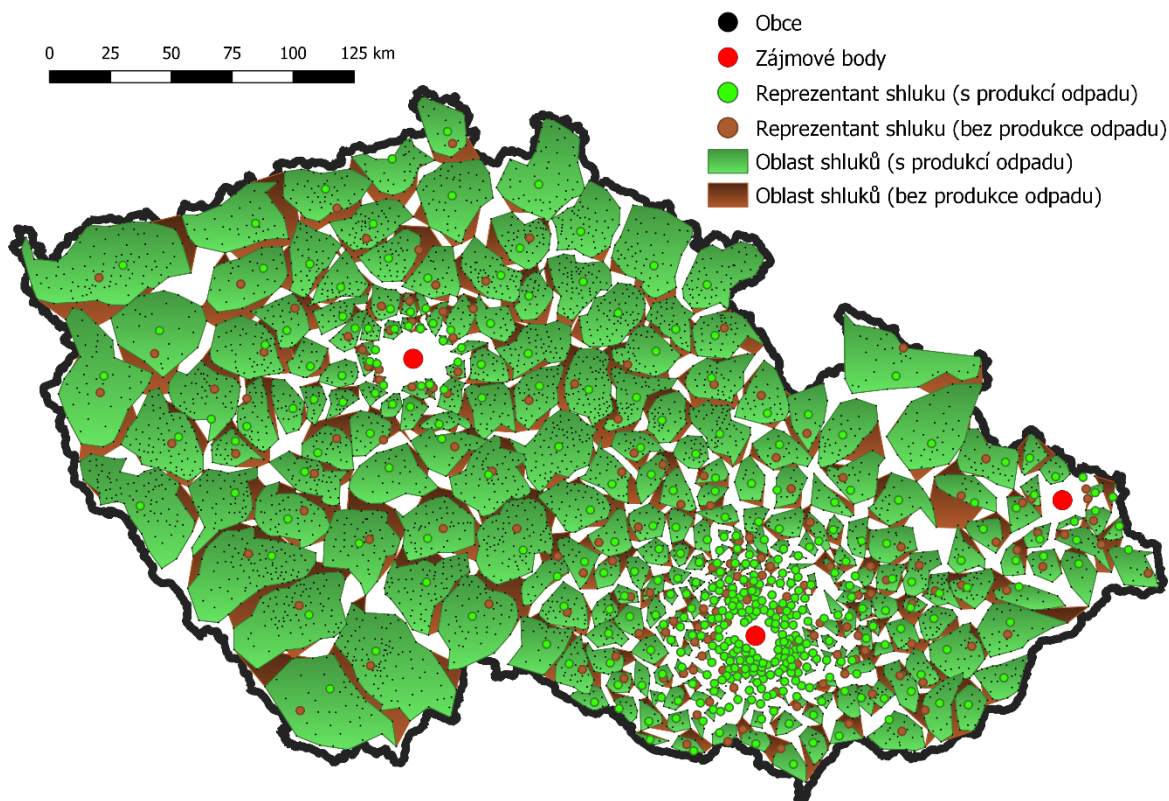 0 25 50 75 100 125 km
Obce
Zájmové body
Reprezentant shluku (s produkcí odpadu)
Reprezentant shluku (bez produkce odpadu)
Oblast shluků (s produkcí odpadu)
Oblast shluků (bez produkce odpadu)